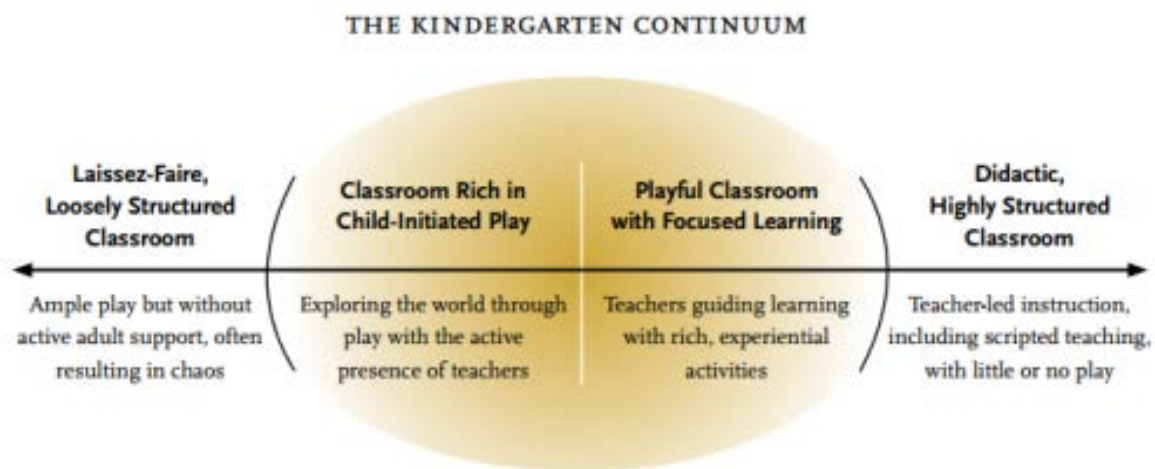 THE KINDERGARTEN CONTINUUM
Laissez-Faire,
Loosely Structured
Classroom
Ample play but without
active adult support, often
resulting in chaos
Classroom Rich in
Child-Initiated Play
Exploring the world through
play with the active
presence of teachers
Playful Classroom
with Focused Learning
Teachers guiding learning
with rich, experiential
activities
Didactic,
Highly Structured
Classroom
Teacher-led instruction,
including scripted teaching,
with little or no play